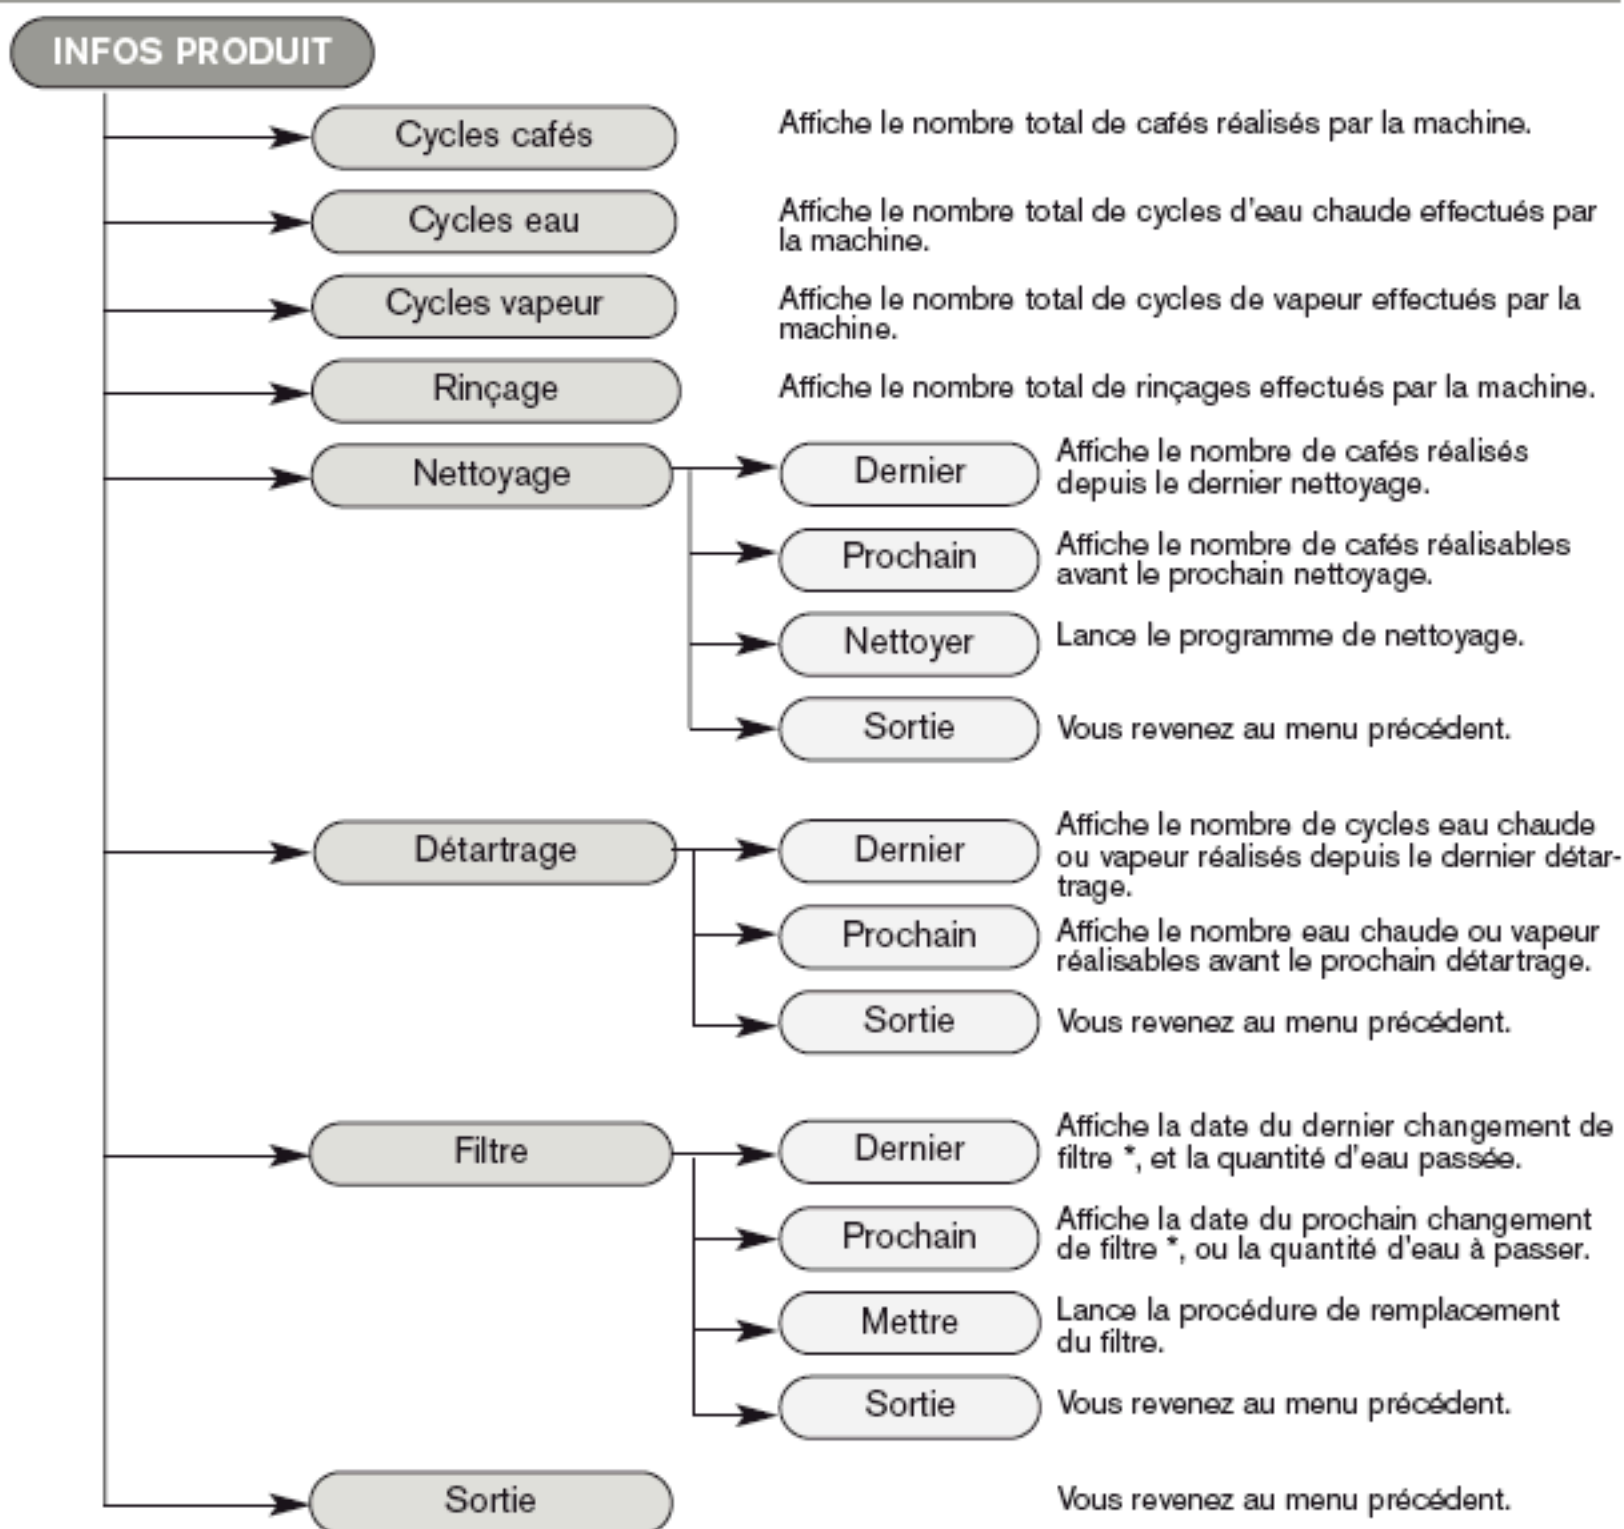 INFOS PRODUIT
Cycles cafés
Affiche le nombre total de cafés réalisés par la machine.
Cycles eau
Affiche le nombre total de cycles d'eau chaude effectués par
la machine.
Cycles vapeur
Affiche le nombre total de cycles de vapeur effectués par la
machine.
Rinçage
Affiche le nombre total de rinçages effectués par la machine.
Nettoyage
Dernier
Affiche le nombre de cafés réalisés
depuis le dernier nettoyage.
Prochain
Affiche le nombre de cafés réalisables
avant le prochain nettoyage.
Nettoyer
Lance le programme de nettoyage.
Sortie
Vous revenez au menu précédent.
Détartrage
Dernier
Affiche le nombre de cycles eau chaude
ou vapeur réalisés depuis le dernier détar-
trage.
Prochain
Affiche le nombre eau chaude ou vapeur
réalisables avant le prochain détartrage.
Sortie
Vous revenez au menu précédent.
Filtre
Dernier
Affiche la date du dernier changement de
filtre *, et la quantité d'eau passée.
Prochain
Affiche la date du prochain changement
de filtre *, ou la quantité d'eau à passer.
Mettre
Lance la procédure de remplacement
du filtre.
Sortie
Vous revenez au menu précédent.
Sortie
Vous revenez au menu précédent.